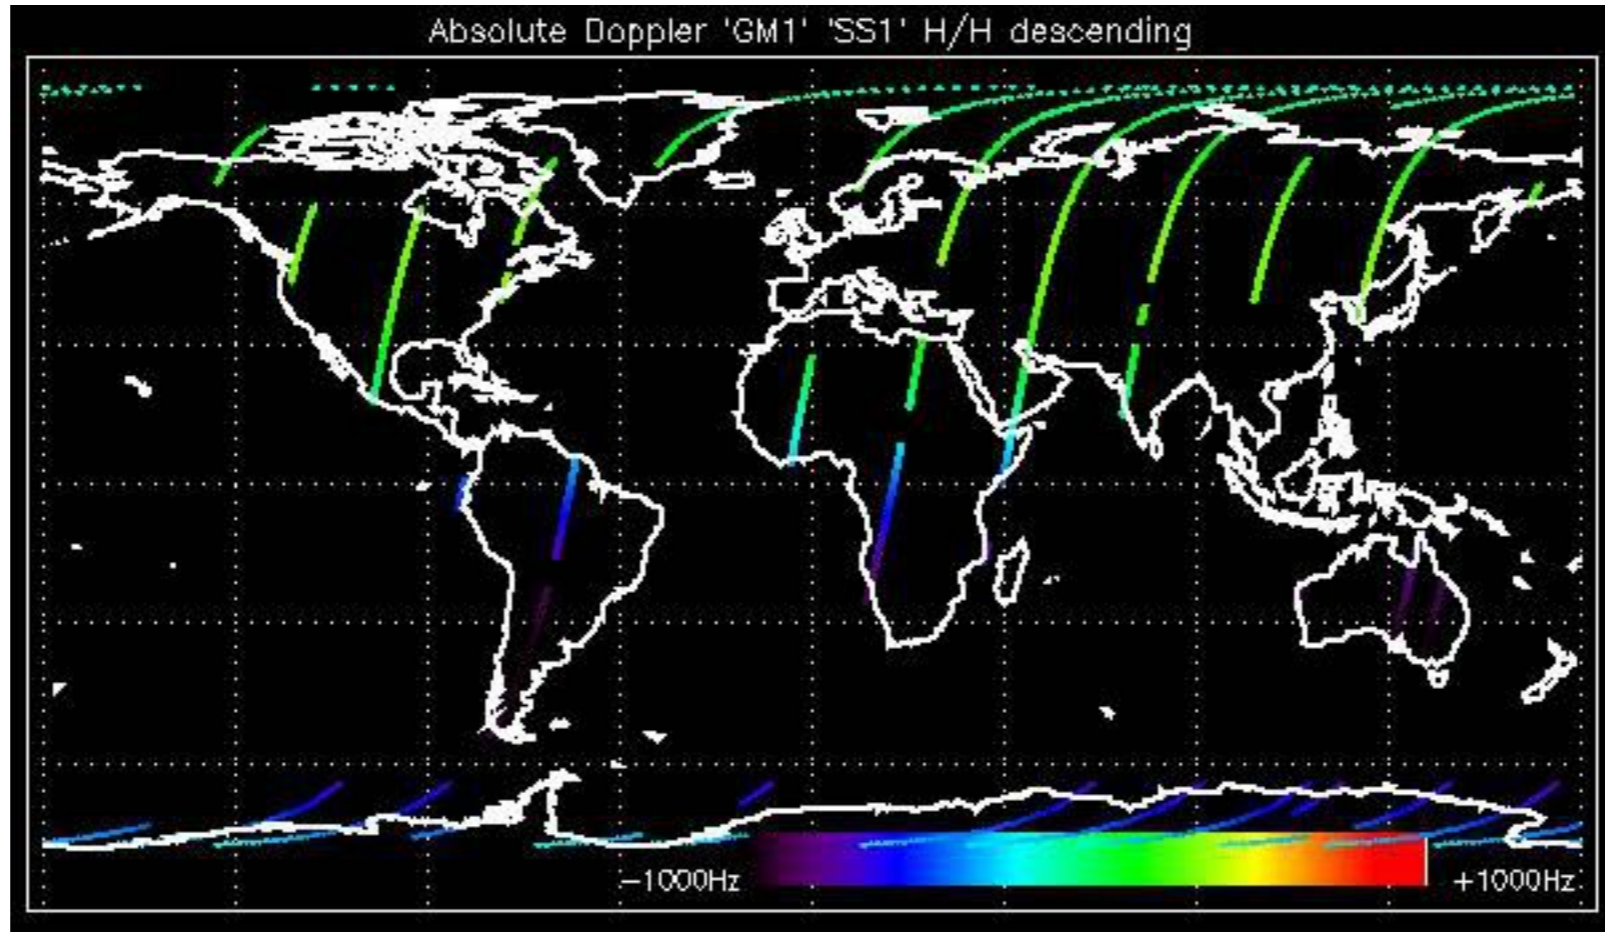 Absolute Doppler 'GM1' 'SS1' H/H descending
−1000Hz
+1000Hz